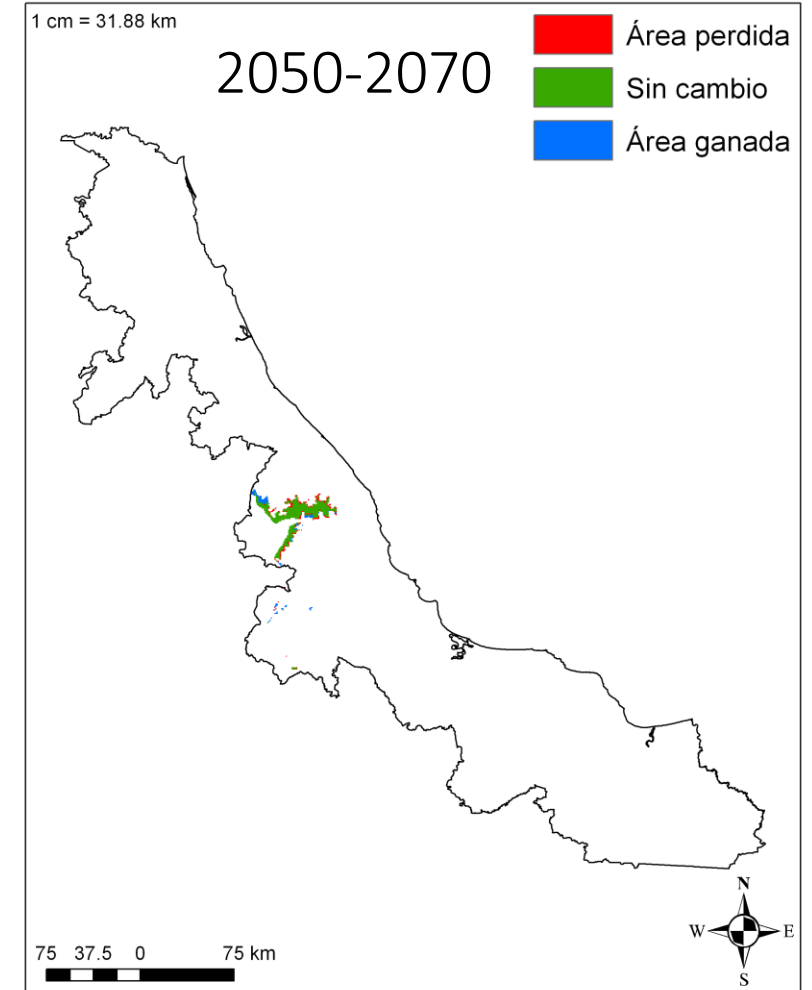 1 cm = 31.88 km
2050-2070
Área perdida
Sin cambio
Área ganada
N
W
E
S
75 37.5 0 75 km